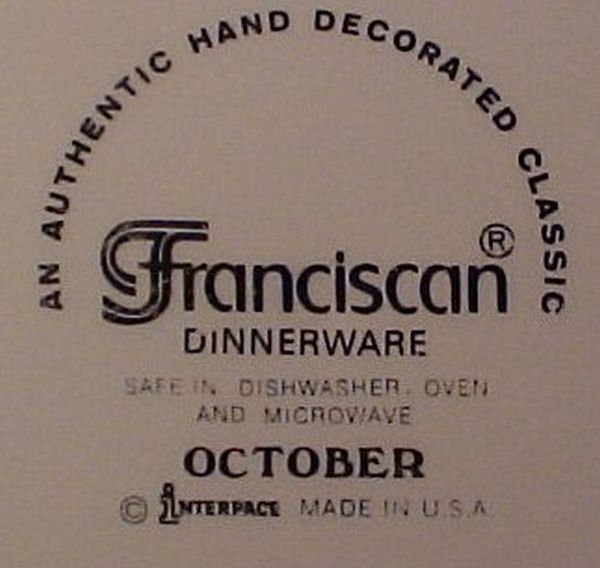 AN AUTHENTIC HAND DECORATED CLASSIC
Franciscan ®
DINNERWARE
SAFE IN DISHWASHER, OVEN
AND MICROWAVE
OCTOBER
© INTERPACE MADE IN U.S.A.